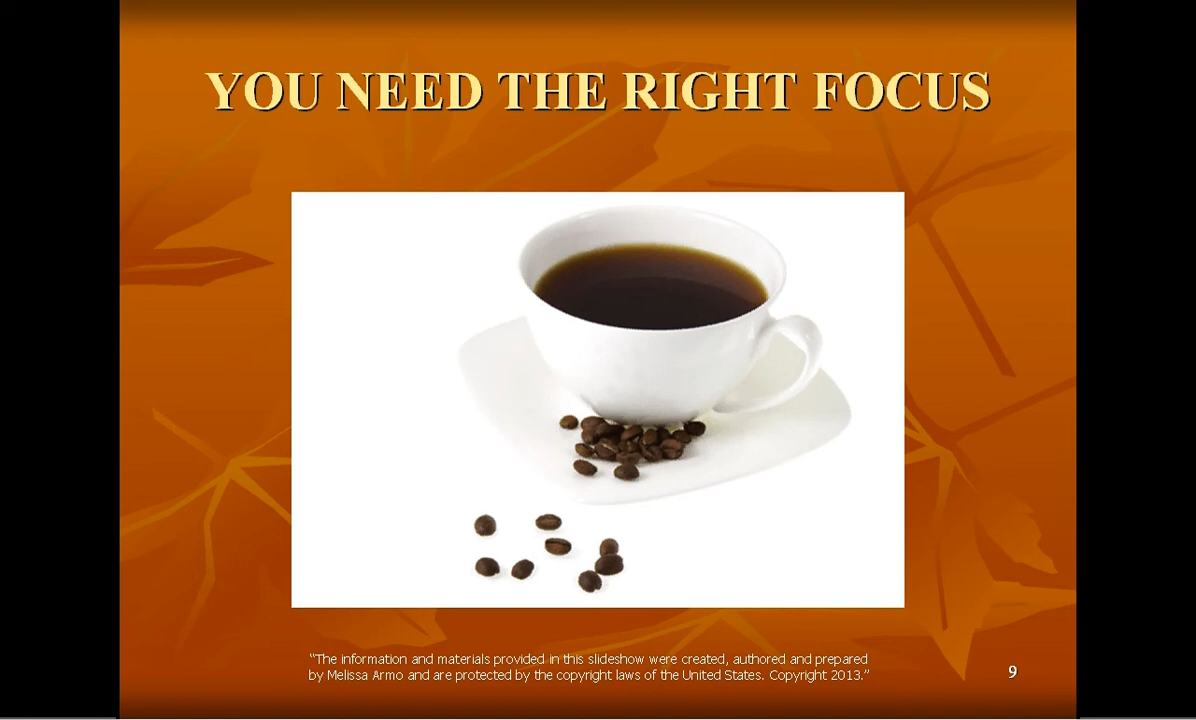 YOU NEED THE RIGHT FOCUS
“The information and materials provided in this slideshow were created, authored and prepared
by Melissa Armo and are protected by the copyright laws of the United States. Copyright 2013.”
9